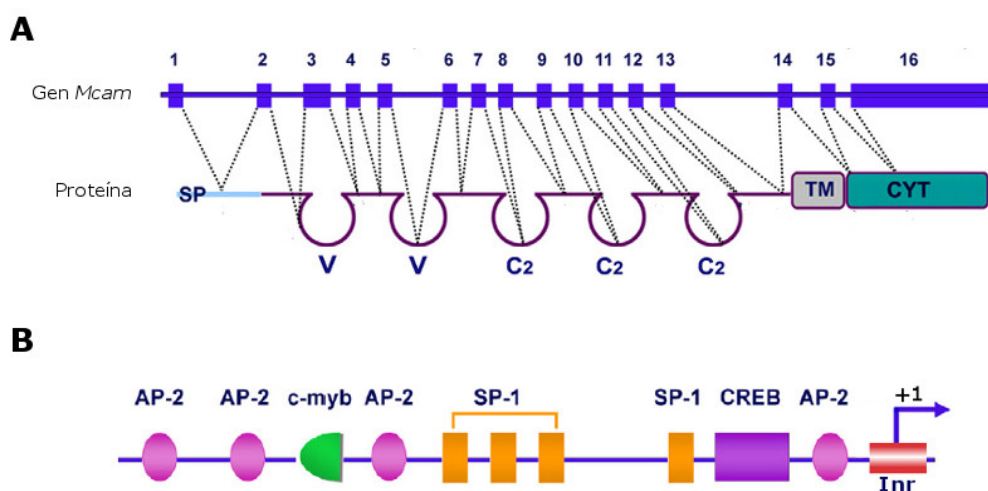 A
1 2 3 4 5 6 7 8 9 10 11 12 13 14 15 16
Gen Mcam
Proteína SP TM CYT
V V C2 C2 C2
B
AP-2 AP-2 c-myb AP-2 SP-1 SP-1 CREB AP-2 +1
Inr